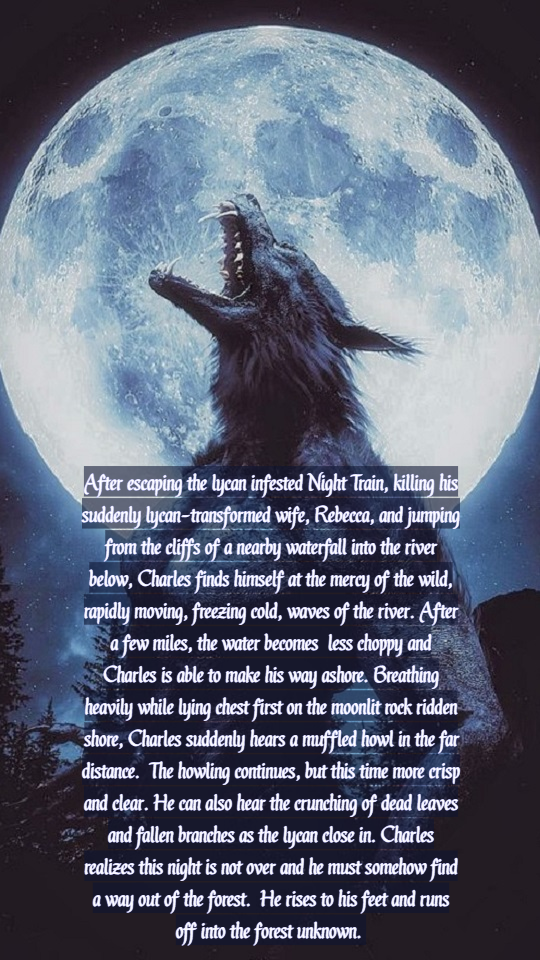 After escaping the lycan infested Night Train, killing his
suddenly lycan-transformed wife, Rebecca, and jumping
from the cliffs of a nearby waterfall into the river
below, Charles finds himself at the mercy of the wild,
rapidly moving, freezing cold, waves of the river. After
a few miles, the water becomes  less choppy and
Charles is able to make his way ashore. Breathing
heavily while lying chest first on the moonlit rock ridden
shore, Charles suddenly hears a muffled howl in the far
distance.  The howling continues, but this time more crisp
and clear. He can also hear the crunching of dead leaves
and fallen branches as the lycan close in. Charles
realizes this night is not over and he must somehow find
a way out of the forest.  He rises to his feet and runs
off into the forest unknown.